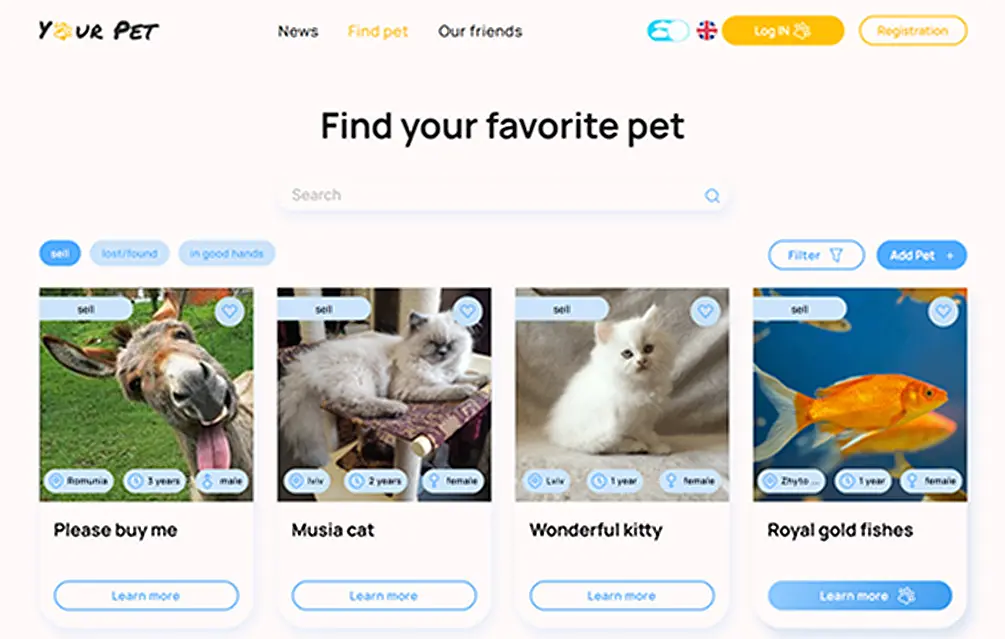 YOUR PET
News Find pet Our friends
Log IN
Registration
Find your favorite pet
Search
sell lost/found in good hands
Filter
Add Pet +
sell sell sell sell
Romunia 3 years male
lviv 2 years female
Lviv 1 year female
Zhyto ... 1 year female
Please buy me
Musia cat
Wonderful kitty
Royal gold fishes
Learn more Learn more Learn more Learn more